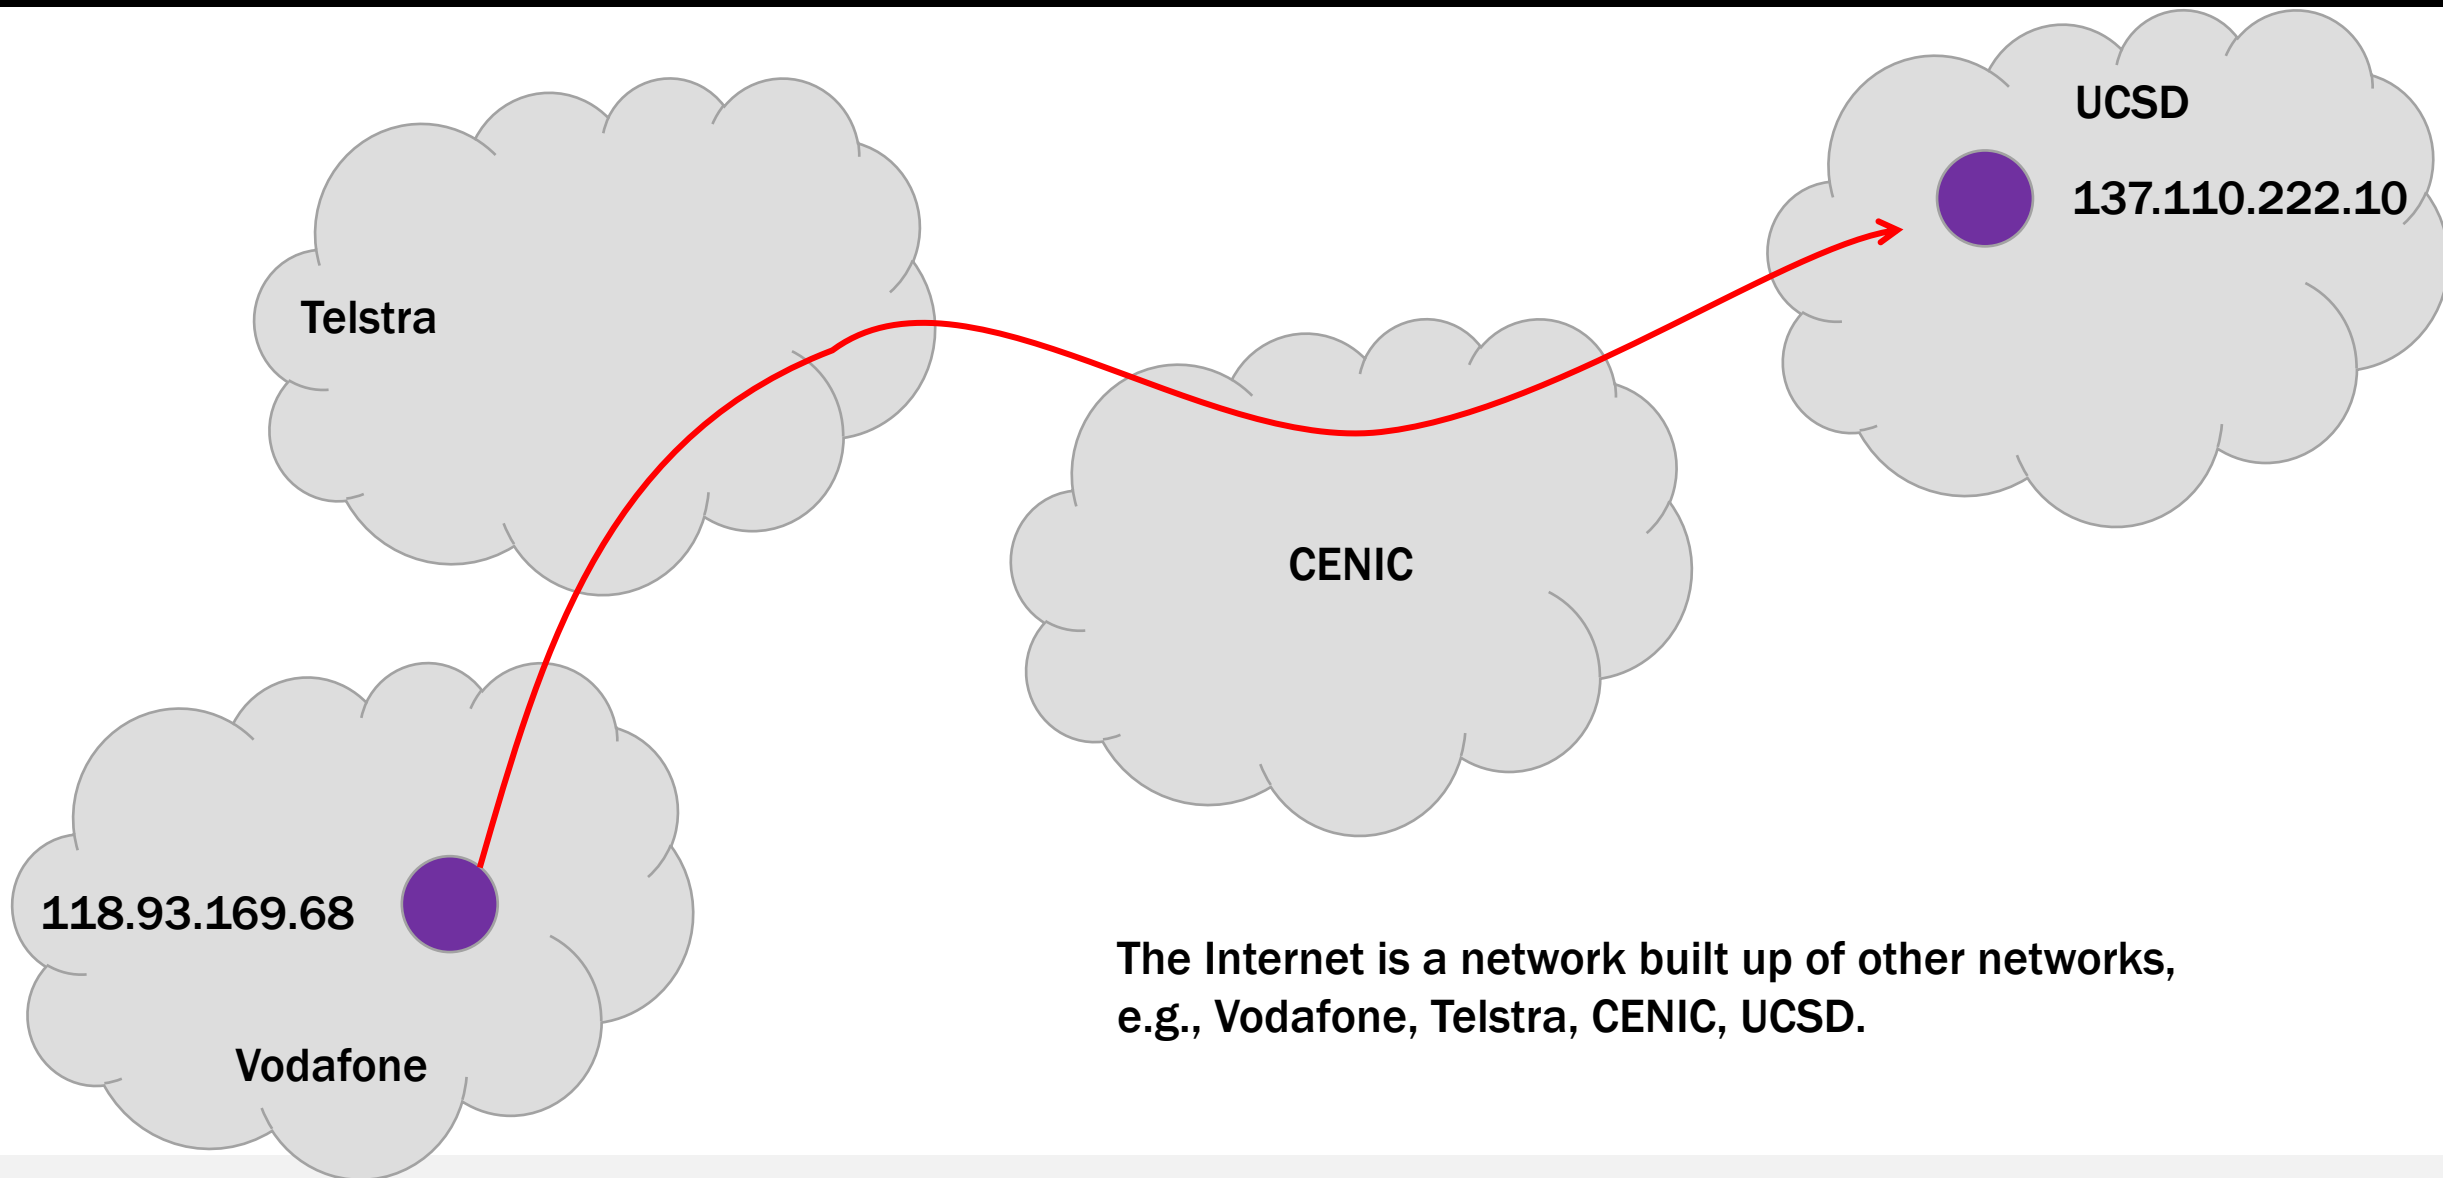 UCSD
137.110.222.10
Telstra
CENIC
118.93.169.68
Vodafone
The Internet is a network built up of other networks,
e.g., Vodafone, Telstra, CENIC, UCSD.